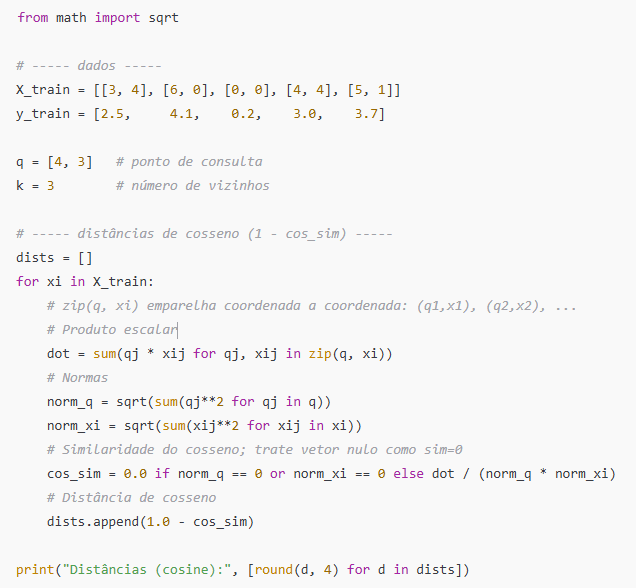 from math import sqrt
# ----- dados -----
X_train = [[3, 4], [6, 0], [0, 0], [4, 4], [5, 1]]
y_train = [2.5,     4.1,    0.2,    3.0,    3.7]
q = [4, 3]   # ponto de consulta
k = 3        # número de vizinhos
# ----- distâncias de cosseno (1 - cos_sim) -----
dists = []
for xi in X_train:
    # zip(q, xi) emparelha coordenada a coordenada: (q1,x1), (q2,x2), ...
    # Produto escalar
    dot = sum(qj * xij for qj, xij in zip(q, xi))
    # Normas
    norm_q = sqrt(sum(qj**2 for qj in q))
    norm_xi = sqrt(sum(xij**2 for xij in xi))
    # Similaridade do cosseno; trate vetor nulo como sim=0
    cos_sim = 0.0 if norm_q == 0 or norm_xi == 0 else dot / (norm_q * norm_xi)
    # Distância de cosseno
    dists.append(1.0 - cos_sim)
print("Distâncias (cosine):", [round(d, 4) for d in dists])